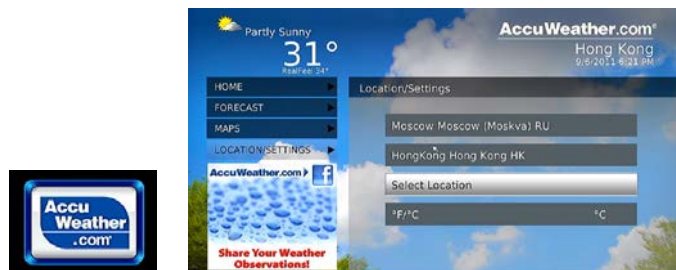 Accu
Weather
.com
Partly Sunny
31°
RealFeel 34°
AccuWeather.com®
Hong Kong
9/6/2011 6:21 PM
HOME
FORECAST
MAPS
LOCATION/SETTINGS
AccuWeather.com
f
Share Your Weather
Observations!
Location/Settings
Moscow Moscow (Moskva) RU
HongKong Hong Kong HK
Select Location
°F/°C °C